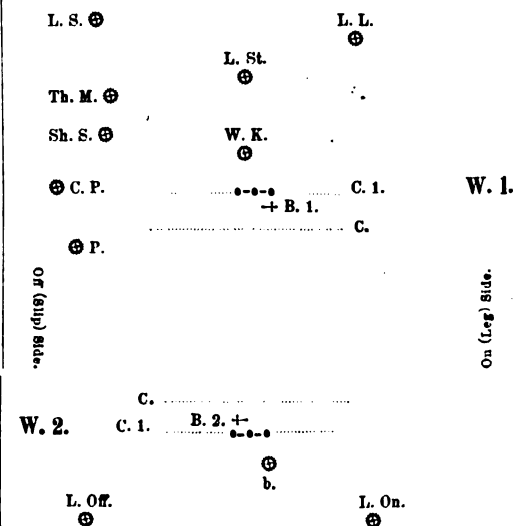 L. S.
L. L.
L. St.
Th. M.
Sh. S.
W. K.
C. P.
C. 1.
W. 1.
B. 1.
C.
P.
Off (Slip) Side.
On (Leg) Side.
C.
W. 2.
C. 1.
B. 2.
b.
L. Off.
L. On.